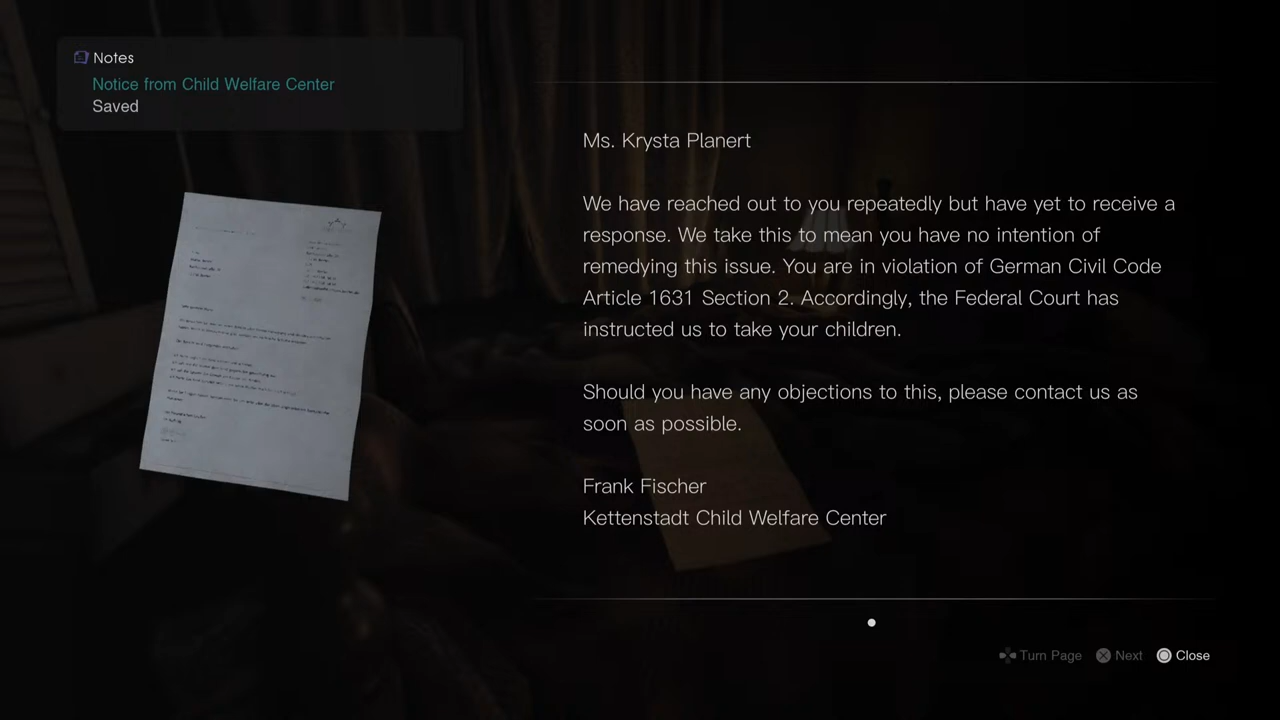 Notes
Notice from Child Welfare Center
Saved
Ms. Krysta Planert
We have reached out to you repeatedly but have yet to receive a
response. We take this to mean you have no intention of
remedying this issue. You are in violation of German Civil Code
Article 1631 Section 2. Accordingly, the Federal Court has
instructed us to take your children.
Should you have any objections to this, please contact us as
soon as possible.
Frank Fischer
Kettenstadt Child Welfare Center
Turn Page Next Close